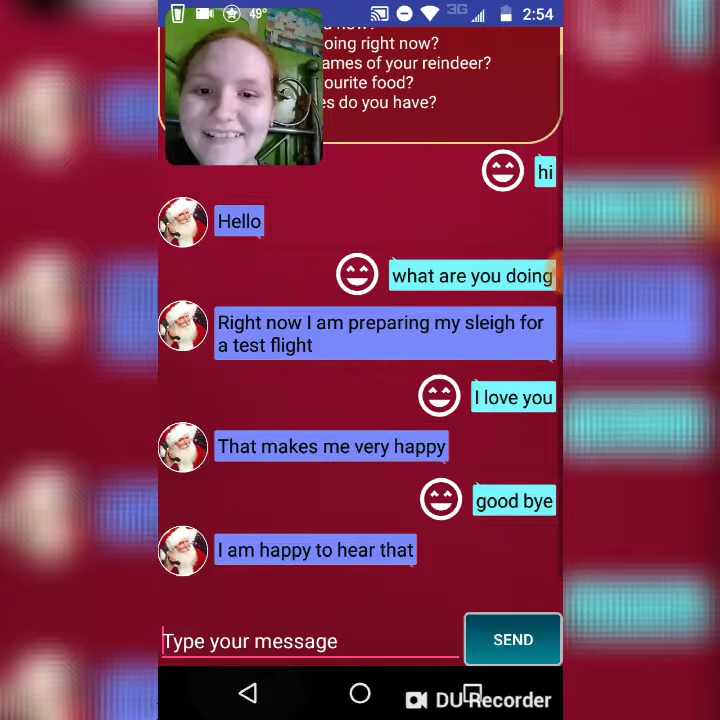 49° 3G 2:54
oing right now?
ames of your reindeer?
ourite food?
es do you have?
hi
Hello
what are you doing
Right now I am preparing my sleigh for
a test flight
I love you
That makes me very happy
good bye
I am happy to hear that
Type your message
SEND
DU Recorder